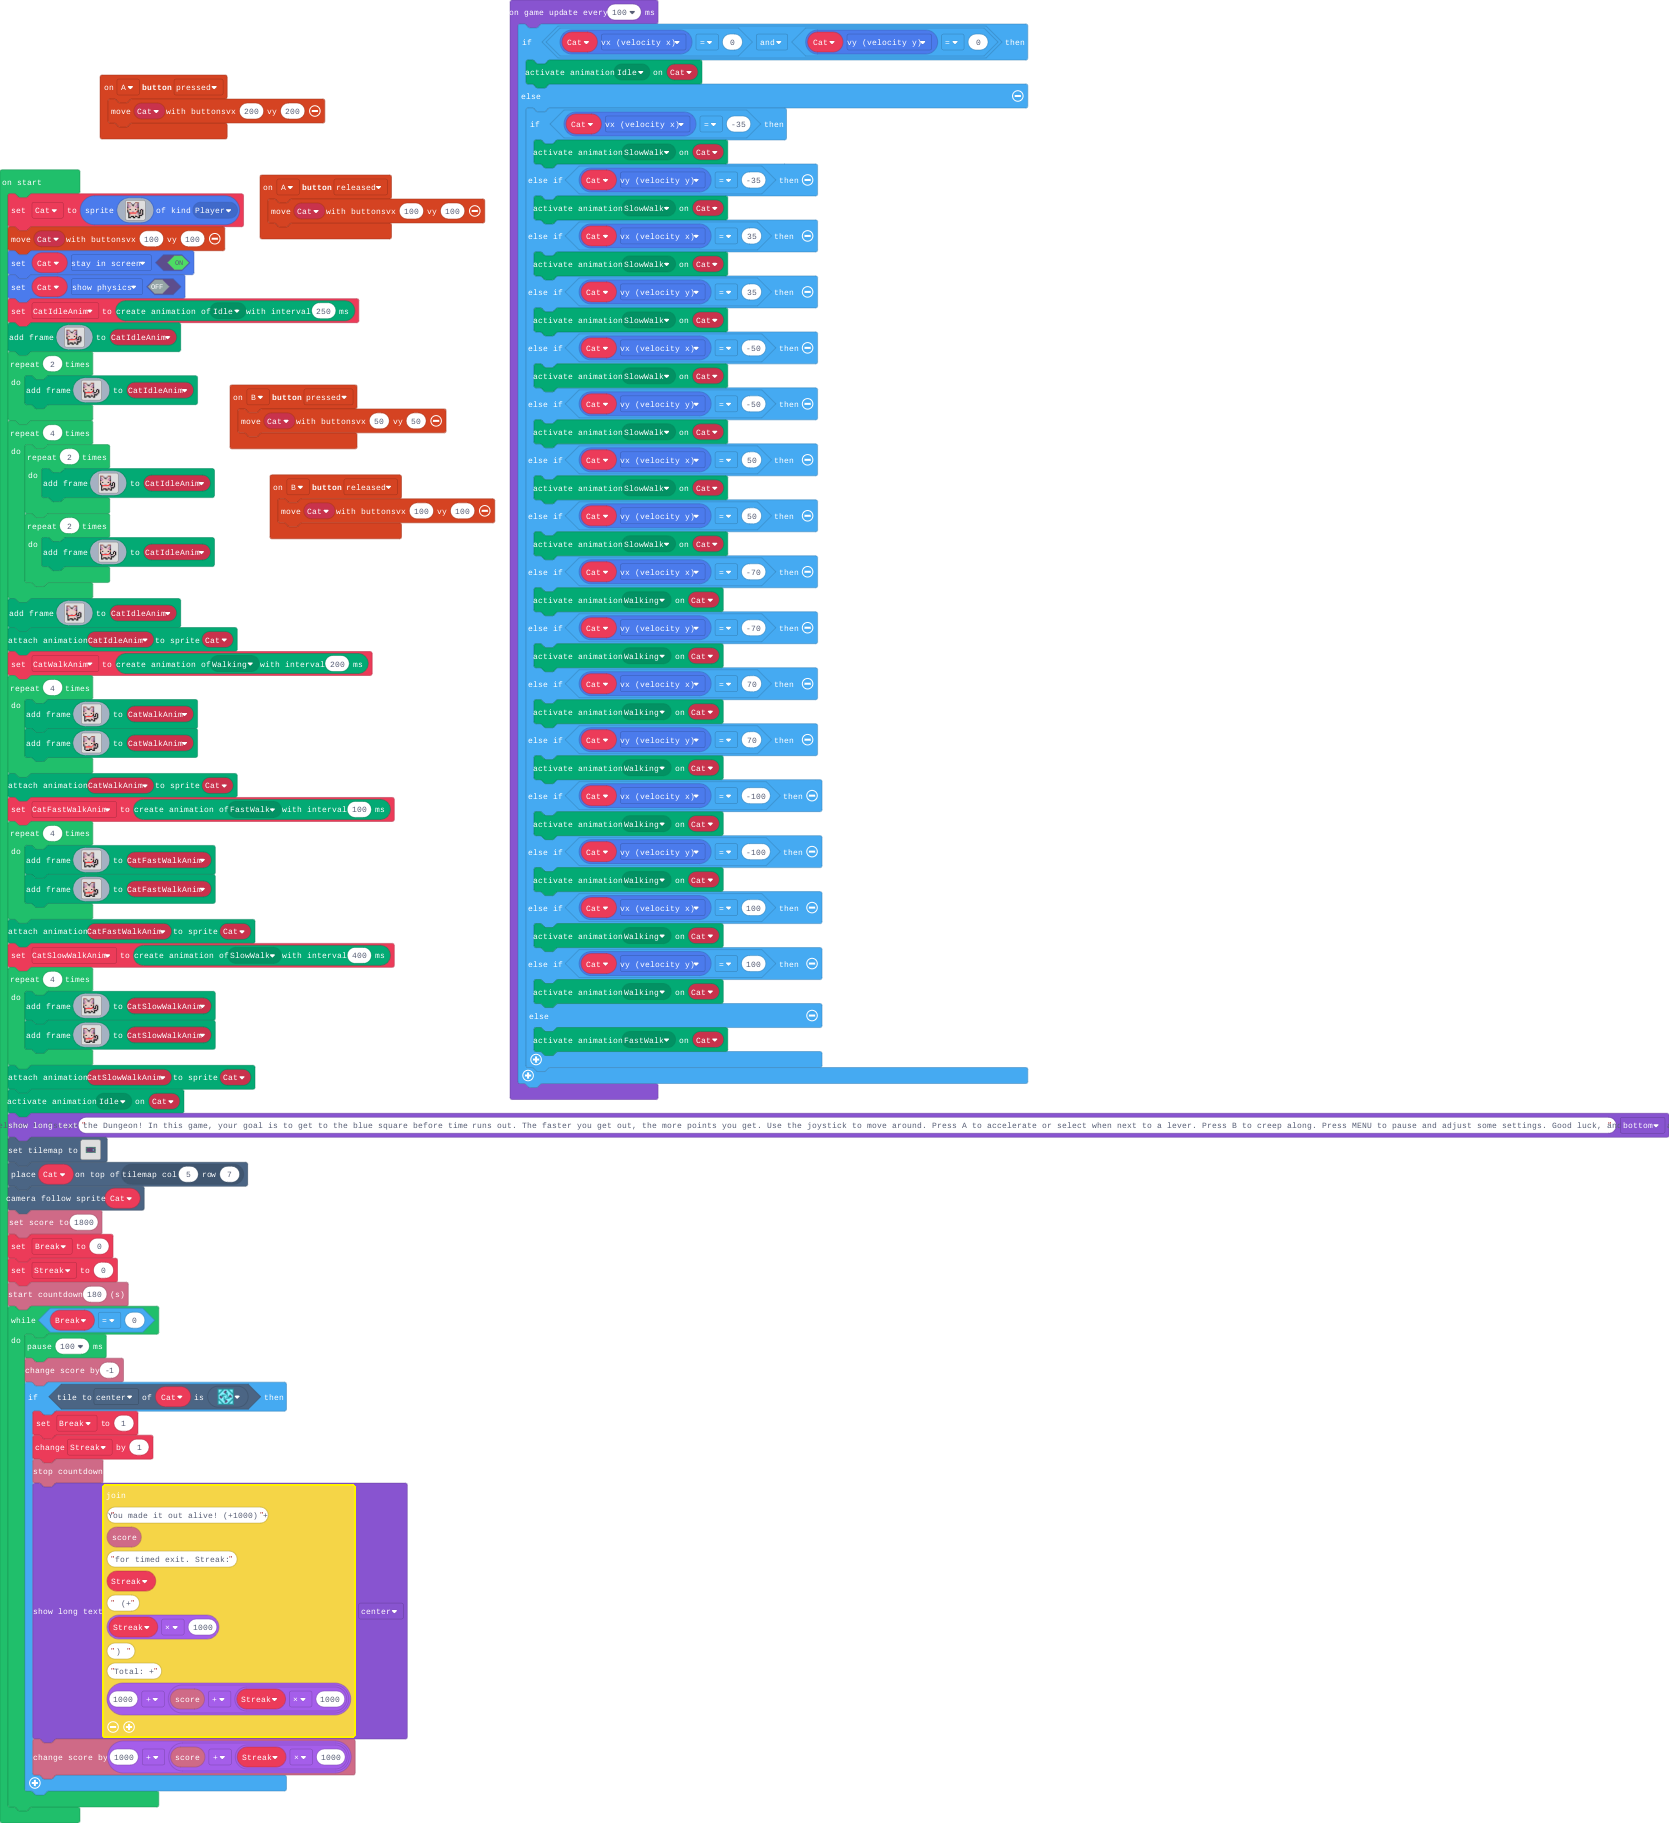 on A button pressed
move Cat with buttons vx 200 vy 200
on start
set Cat to sprite of kind Player
move Cat with buttons vx 100 vy 100
set Cat stay in screen ON
set Cat show physics OFF
set CatIdleAnim to create animation of Idle with interval 250 ms
add frame to CatIdleAnim
repeat 2 times
do
add frame to CatIdleAnim
repeat 4 times
do
repeat 2 times
do
add frame to CatIdleAnim
repeat 2 times
do
add frame to CatIdleAnim
add frame to CatIdleAnim
attach animation CatIdleAnim to sprite Cat
set CatWalkAnim to create animation of Walking with interval 200 ms
repeat 4 times
do
add frame to CatWalkAnim
add frame to CatWalkAnim
attach animation CatWalkAnim to sprite Cat
set CatFastWalkAnim to create animation of FastWalk with interval 100 ms
repeat 4 times
do
add frame to CatFastWalkAnim
add frame to CatFastWalkAnim
attach animation CatFastWalkAnim to sprite Cat
set CatSlowWalkAnim to create animation of SlowWalk with interval 400 ms
repeat 4 times
do
add frame to CatSlowWalkAnim
add frame to CatSlowWalkAnim
attach animation CatSlowWalkAnim to sprite Cat
activate animation Idle on Cat
show long text the Dungeon! In this game, your goal is to get to the blue square before time runs out. The faster you get out, the more points you get. Use the joystick to move around. Press A to accelerate or select when next to a lever. Press B to creep along. Press MENU to pause and adjust some settings. Good luck, bottom
set tilemap to
place Cat on top of tilemap col 5 row 7
camera follow sprite Cat
set score to 1800
set Break to 0
set Streak to 0
start countdown 180 (s)
while Break = 0
do
pause 100 ms
change score by -1
if tile to center of Cat is then
set Break to 1
change Streak by 1
stop countdown
show long text
join
You made it out alive! (+1000) "+
score
"for timed exit. Streak:"
Streak
" (+"
Streak × 1000
") "
"Total: +"
1000 + score + Streak × 1000
center
change score by 1000 + score + Streak × 1000
on A button released
move Cat with buttons vx 100 vy 100
on B button pressed
move Cat with buttons vx 50 vy 50
on B button released
move Cat with buttons vx 100 vy 100
on game update every 100 ms
if Cat vx (velocity x) = 0 and Cat vy (velocity y) = 0 then
activate animation Idle on Cat
else
if Cat vx (velocity x) = -35 then
activate animation SlowWalk on Cat
else if Cat vy (velocity y) = -35 then
activate animation SlowWalk on Cat
else if Cat vx (velocity x) = 35 then
activate animation SlowWalk on Cat
else if Cat vy (velocity y) = 35 then
activate animation SlowWalk on Cat
else if Cat vx (velocity x) = -50 then
activate animation SlowWalk on Cat
else if Cat vy (velocity y) = -50 then
activate animation SlowWalk on Cat
else if Cat vx (velocity x) = 50 then
activate animation SlowWalk on Cat
else if Cat vy (velocity y) = 50 then
activate animation SlowWalk on Cat
else if Cat vx (velocity x) = -70 then
activate animation Walking on Cat
else if Cat vy (velocity y) = -70 then
activate animation Walking on Cat
else if Cat vx (velocity x) = 70 then
activate animation Walking on Cat
else if Cat vy (velocity y) = 70 then
activate animation Walking on Cat
else if Cat vx (velocity x) = -100 then
activate animation Walking on Cat
else if Cat vy (velocity y) = -100 then
activate animation Walking on Cat
else if Cat vx (velocity x) = 100 then
activate animation Walking on Cat
else if Cat vy (velocity y) = 100 then
activate animation Walking on Cat
else
activate animation FastWalk on Cat